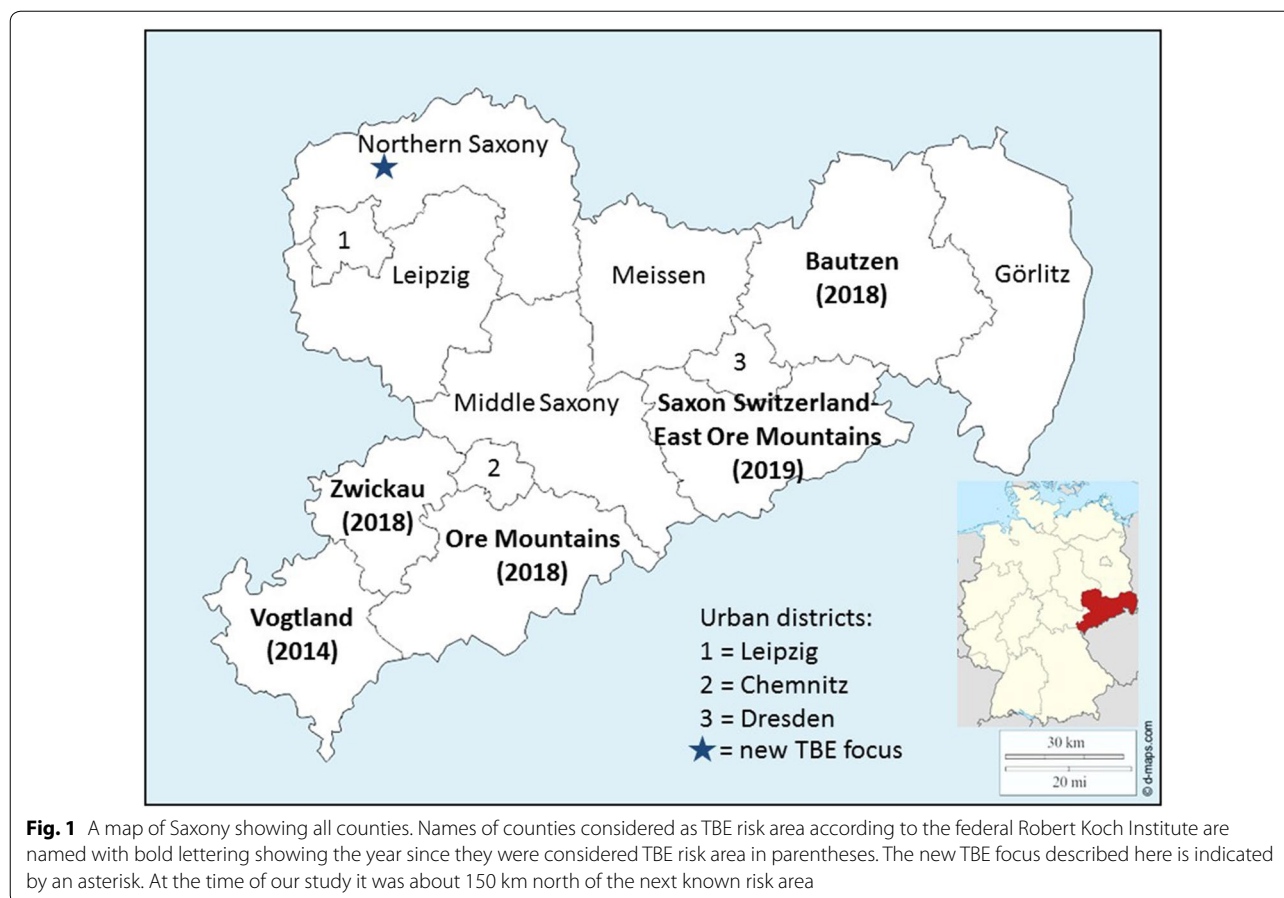 Northern Saxony
1
Leipzig
Meissen
Bautzen
(2018)
Görlitz
3
Middle Saxony
Saxon Switzerland-
East Ore Mountains
(2019)
2
Zwickau
(2018)
Ore Mountains
(2018)
Vogtland
(2014)
Urban districts:
1 = Leipzig
2 = Chemnitz
3 = Dresden
★ = new TBE focus
30 km
20 mi
© d-maps.com
Fig. 1 A map of Saxony showing all counties. Names of counties considered as TBE risk area according to the federal Robert Koch Institute are
named with bold lettering showing the year since they were considered TBE risk area in parentheses. The new TBE focus described here is indicated
by an asterisk. At the time of our study it was about 150 km north of the next known risk area